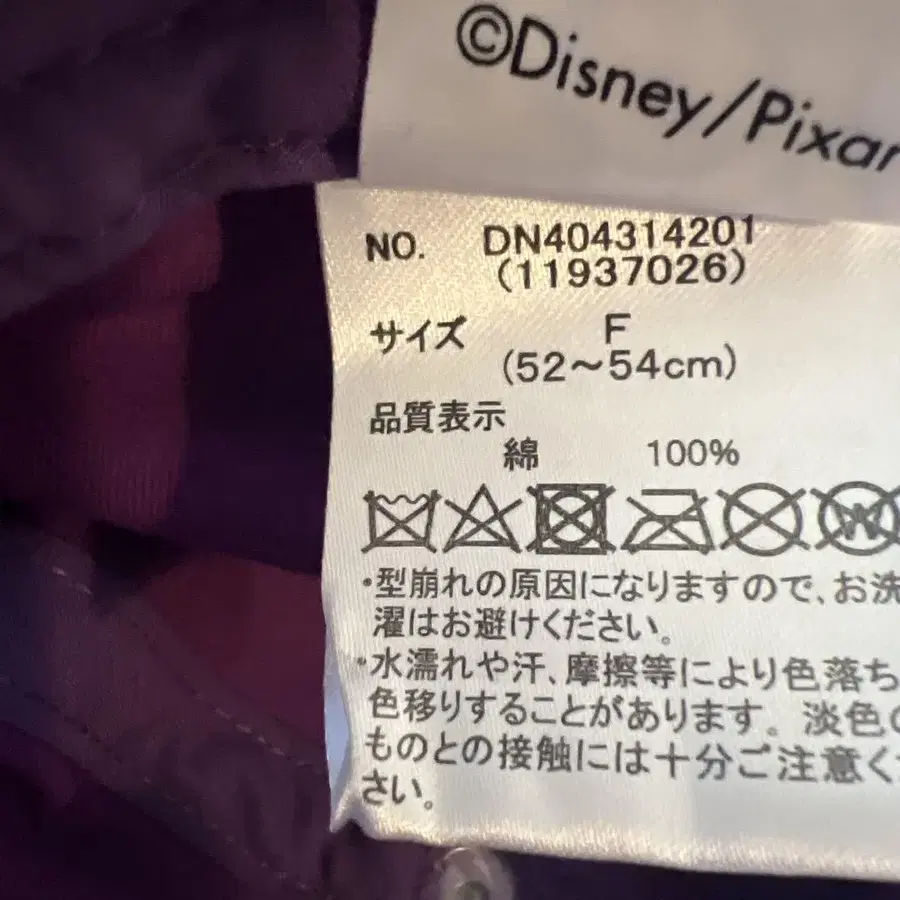 ©Disney/Pixar
NO. DN404314201
(11937026)
サイズ F
(52~54cm)
品質表示
綿 100%
W
・型崩れの原因になりますので、お洗
濯はお避けください。
・水濡れや汗、摩擦等により色落ち
色移りすることがあります。淡色の
ものとの接触には十分ご注意くだ
さい。